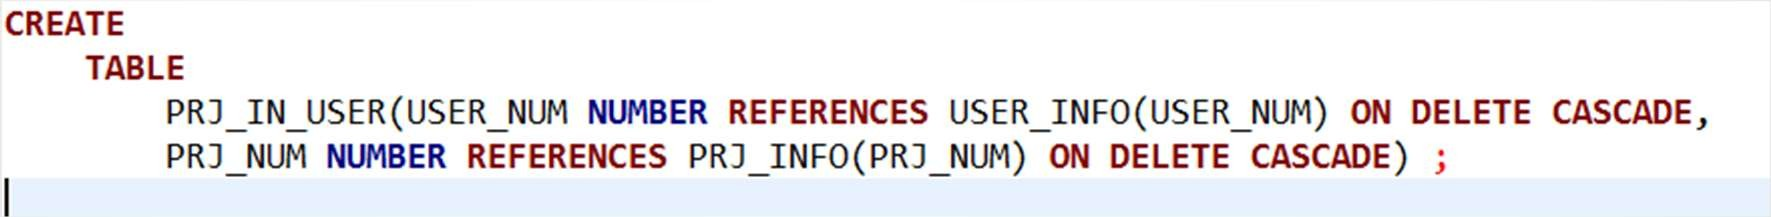 CREATE
TABLE
PRJ_IN_USER(USER_NUM NUMBER REFERENCES USER_INFO(USER_NUM) ON DELETE CASCADE,
PRJ_NUM NUMBER REFERENCES PRJ_INFO(PRJ_NUM) ON DELETE CASCADE) ;